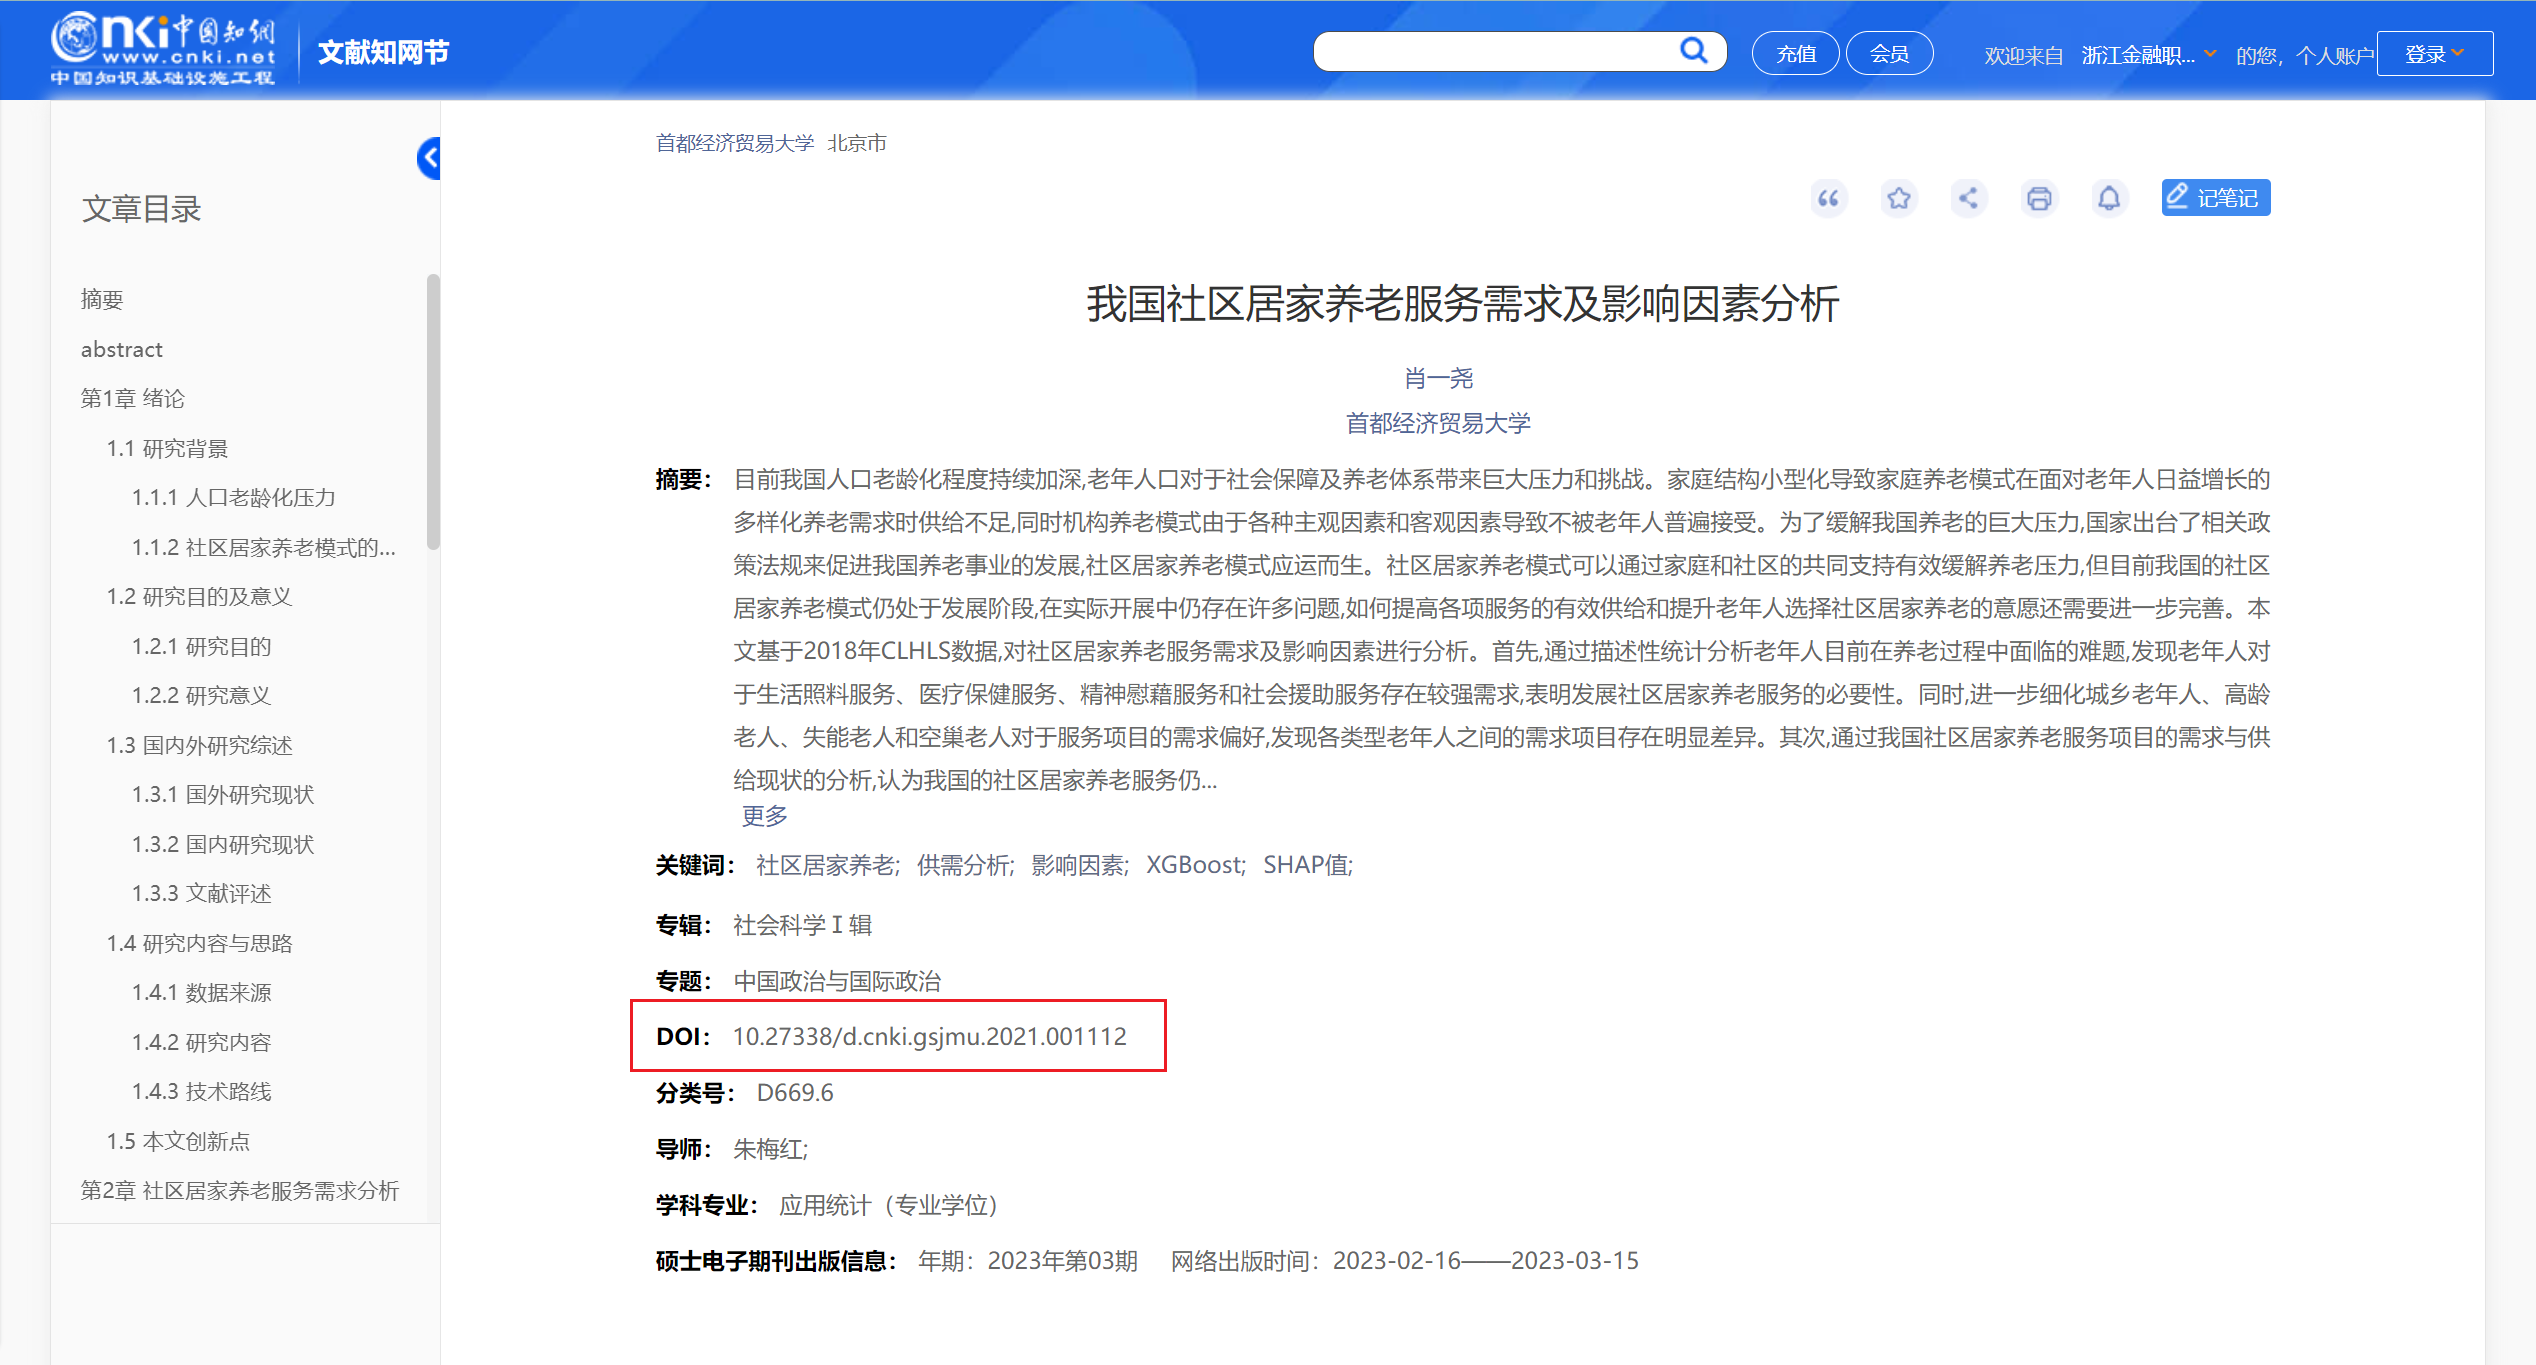 cnki中国知网
www.cnki.net
中国知识基础设施工程
文献知网节
充值
会员
欢迎来自 浙江金融职... 的您，个人账户
登录
文章目录
摘要
abstract
第1章 绪论
1.1 研究背景
1.1.1 人口老龄化压力
1.1.2 社区居家养老模式的...
1.2 研究目的及意义
1.2.1 研究目的
1.2.2 研究意义
1.3 国内外研究综述
1.3.1 国外研究现状
1.3.2 国内研究现状
1.3.3 文献评述
1.4 研究内容与思路
1.4.1 数据来源
1.4.2 研究内容
1.4.3 技术路线
1.5 本文创新点
第2章 社区居家养老服务需求分析
首都经济贸易大学 北京市
记笔记
我国社区居家养老服务需求及影响因素分析
肖一尧
首都经济贸易大学
摘要： 目前我国人口老龄化程度持续加深,老年人口对于社会保障及养老体系带来巨大压力和挑战。家庭结构小型化导致家庭养老模式在面对老年人日益增长的
多样化养老需求时供给不足,同时机构养老模式由于各种主观因素和客观因素导致不被老年人普遍接受。为了缓解我国养老的巨大压力,国家出台了相关政
策法规来促进我国养老事业的发展,社区居家养老模式应运而生。社区居家养老模式可以通过家庭和社区的共同支持有效缓解养老压力,但目前我国的社区
居家养老模式仍处于发展阶段,在实际开展中仍存在许多问题,如何提高各项服务的有效供给和提升老年人选择社区居家养老的意愿还需要进一步完善。本
文基于2018年CLHLS数据,对社区居家养老服务需求及影响因素进行分析。首先,通过描述性统计分析老年人目前在养老过程中面临的难题,发现老年人对
于生活照料服务、医疗保健服务、精神慰藉服务和社会援助服务存在较强需求,表明发展社区居家养老服务的必要性。同时,进一步细化城乡老年人、高龄
老人、失能老人和空巢老人对于服务项目的需求偏好,发现各类型老年人之间的需求项目存在明显差异。其次,通过我国社区居家养老服务项目的需求与供
给现状的分析,认为我国的社区居家养老服务仍...
更多
关键词： 社区居家养老; 供需分析; 影响因素; XGBoost; SHAP值;
专辑： 社会科学Ⅰ辑
专题： 中国政治与国际政治
DOI： 10.27338/d.cnki.gsjmu.2021.001112
分类号： D669.6
导师： 朱梅红;
学科专业： 应用统计（专业学位）
硕士电子期刊出版信息： 年期：2023年第03期 网络出版时间：2023-02-16——2023-03-15